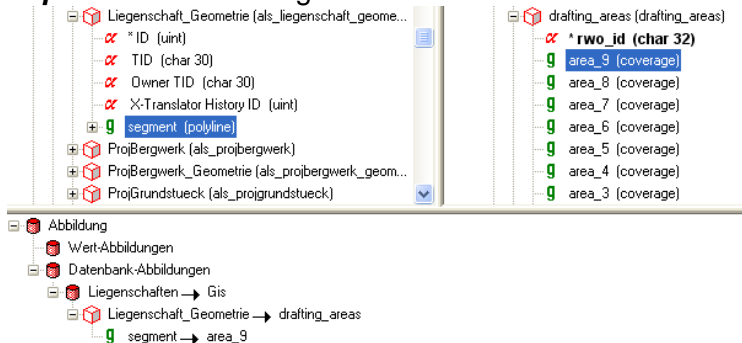 Liegenschaft_Geometrie (als_liegenschaft_geome...
* ID (uint)
TID (char 30)
Owner TID (char 30)
X-Translator History ID (uint)
segment (polyline)
ProjBergwerk (als_projbergwerk)
ProjBergwerk_Geometrie (als_projbergwerk_geom...
ProjGrundstueck (als_projgrundstueck)
drafting_areas (drafting_areas)
* rwo_id (char 32)
g area_9 (coverage)
g area_8 (coverage)
g area_7 (coverage)
g area_6 (coverage)
g area_5 (coverage)
g area_4 (coverage)
g area_3 (coverage)
Abbildung
Wert-Abbildungen
Datenbank-Abbildungen
Liegenschaften → Gis
Liegenschaft_Geometrie → drafting_areas
g segment → area_9